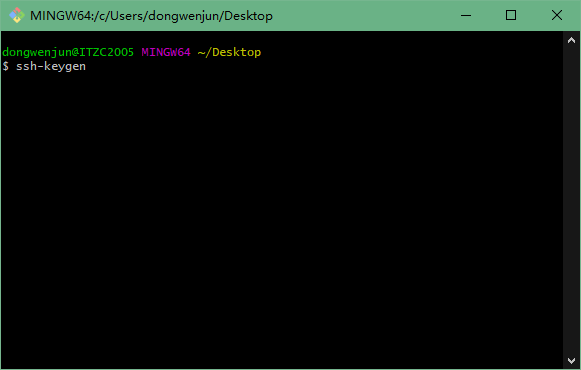 MINGW64:/c/Users/dongwenjun/Desktop
dongwenjun@ITZC2005 MINGW64 ~/Desktop
$ ssh-keygen